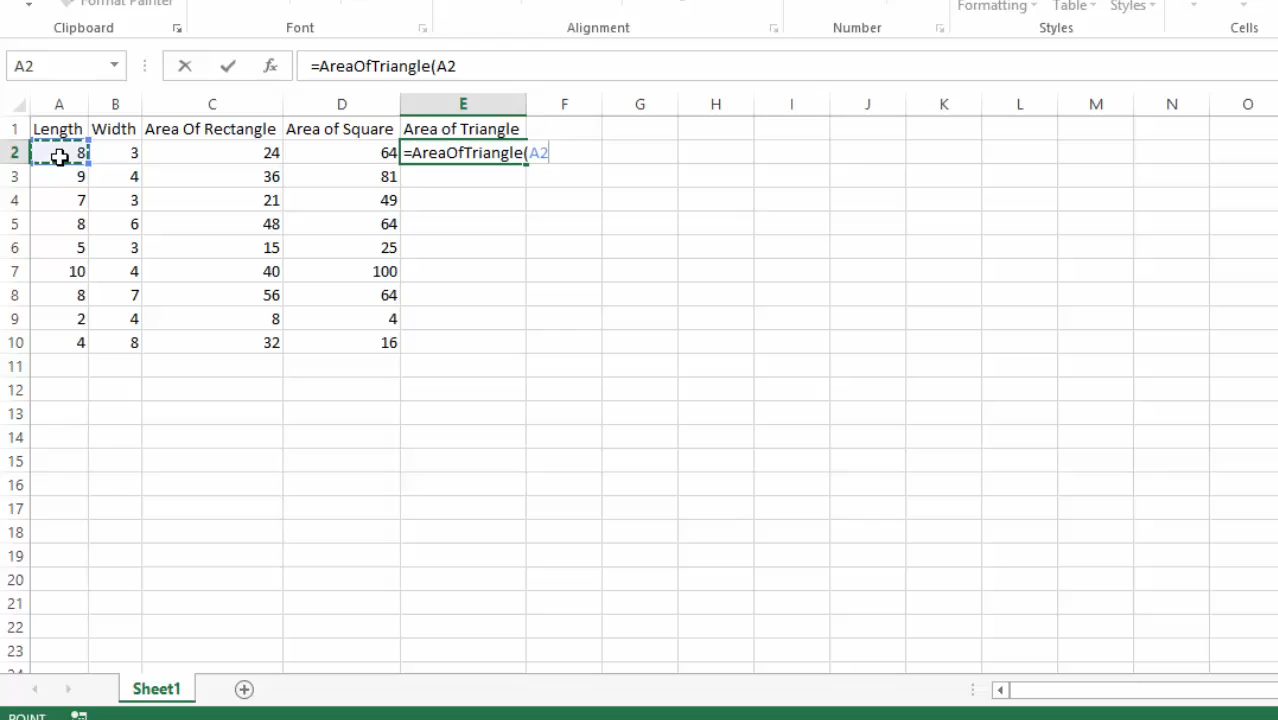 Format Painter
Formatting Table Styles
Clipboard Font Alignment Number Styles Cells
A2 fx =AreaOfTriangle(A2
A B C D E F G H I J K L M N O
1 Length Width Area Of Rectangle Area of Square Area of Triangle
2 8 3 24 64 =AreaOfTriangle(A2
3 9 4 36 81
4 7 3 21 49
5 8 6 48 64
6 5 3 15 25
7 10 4 40 100
8 8 7 56 64
9 2 4 8 4
10 4 8 32 16
11
12
13
14
15
16
17
18
19
20
21
22
23
24
Sheet1
POINT